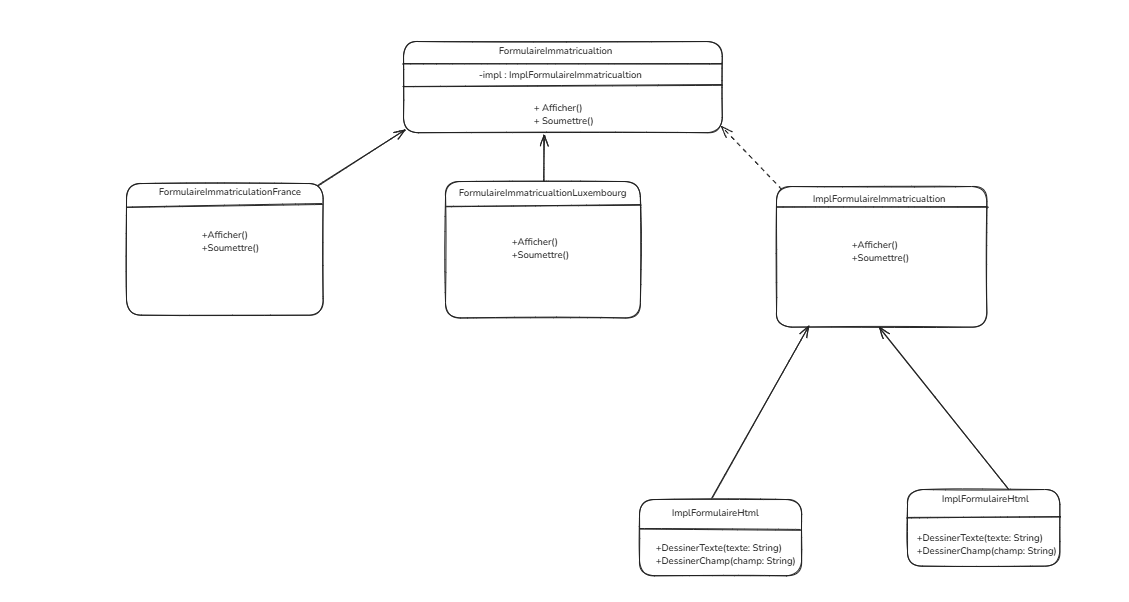 FormulaireImmatricualtion
-impl : ImplFormulaireImmatricualtion
+ Afficher()
+ Soumettre()
FormulaireImmatriculationFrance
+Afficher()
+Soumettre()
FormulaireImmatricualtionLuxembourg
+Afficher()
+Soumettre()
ImplFormulaireImmatricualtion
+Afficher()
+Soumettre()
ImplFormulaireHtml
+DessinerTexte(texte: String)
+DessinerChamp(champ: String)
ImplFormulaireHtml
+DessinerTexte(texte: String)
+DessinerChamp(champ: String)